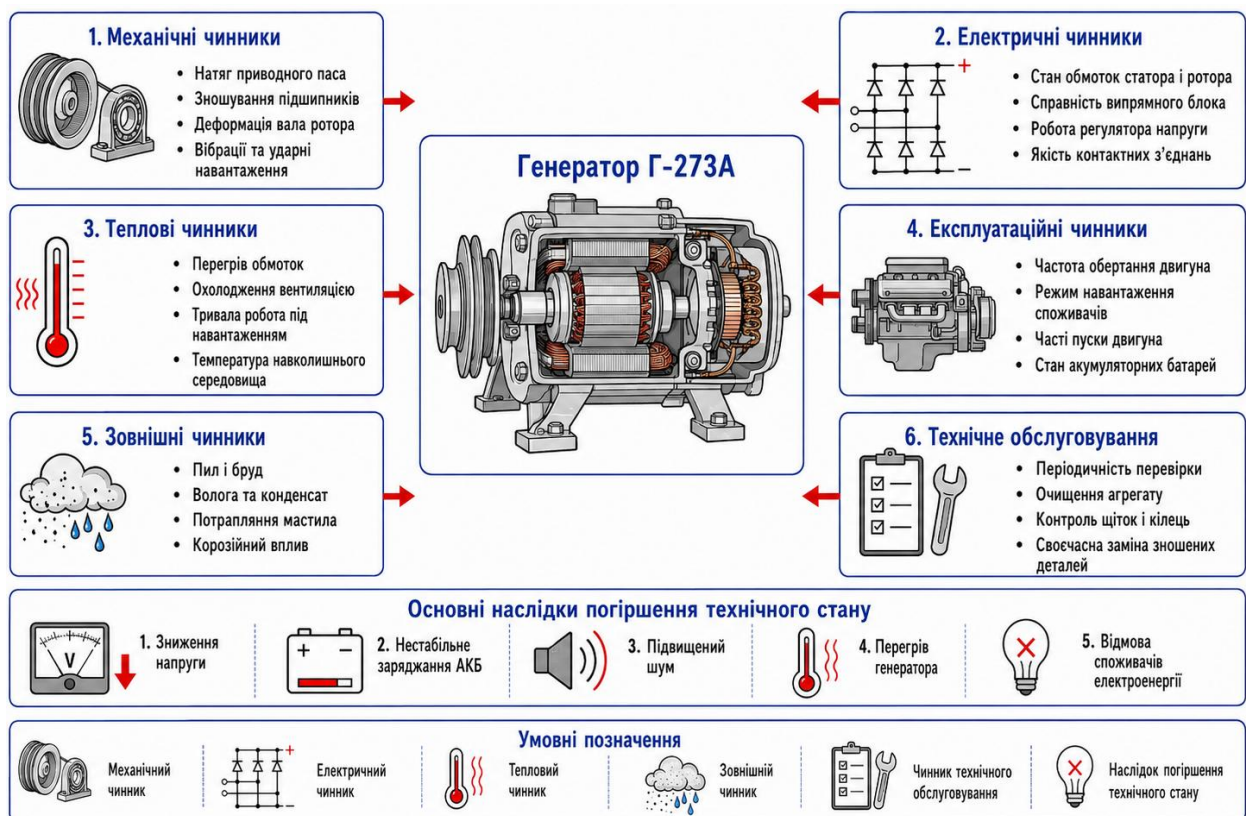 1. Механічні чинники
• Натяг приводного паса
• Зношування підшипників
• Деформація вала ротора
• Вібрації та ударні
навантаження
2. Електричні чинники
+
−
• Стан обмоток статора і ротора
• Справність випрямного блока
• Робота регулятора напруги
• Якість контактних з’єднань
Генератор Г-273А
3. Теплові чинники
• Перегрів обмоток
• Охолодження вентиляцією
• Тривала робота під
навантаженням
• Температура навколишнього
середовища
4. Експлуатаційні чинники
• Частота обертання двигуна
• Режим навантаження
споживачів
• Часті пуски двигуна
• Стан акумуляторних батарей
5. Зовнішні чинники
• Пил і бруд
• Волога та конденсат
• Потрапляння мастила
• Корозійний вплив
6. Технічне обслуговування
• Періодичність перевірки
• Очищення агрегату
• Контроль щіток і кілець
• Своєчасна заміна зношених
деталей
Основні наслідки погіршення технічного стану
V
1. Зниження
напруги
+ −
2. Нестабільне
заряджання АКБ
3. Підвищений
шум
4. Перегрів
генератора
5. Відмова
споживачів
електроенергії
Умовні позначення
Механічний
чинник
+
−
Електричний
чинник
Тепловий
чинник
Зовнішній
чинник
Чинник технічного
обслуговування
Наслідок погіршення
технічного стану